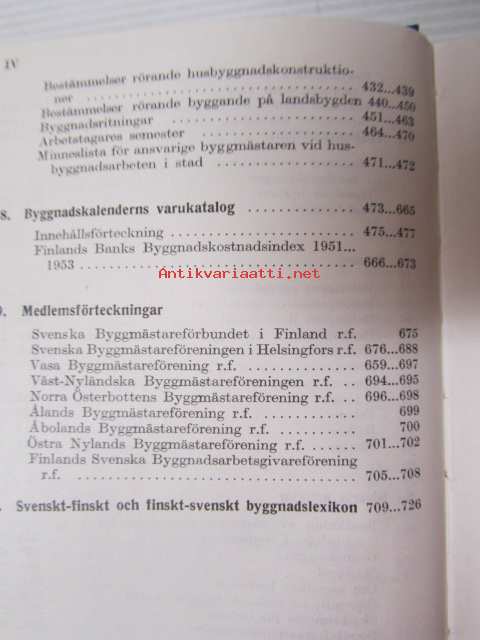 IV
Bestämmelser rörande husbyggnadskonstruktio-
ner .................................. 432...439
Bestämmelser rörande byggande på landsbygden 440...450
Byggnadsritningar .................... 451...463
Arbetstagares semester ................ 464...470
Minneslista för ansvarige byggmästaren vid hus-
byggnadsarbeten i stad ................ 471...472
8. Byggnadskalenderns varukatalog ............. 473...665
Innehållsförteckning .................. 475...477
Finlands Banks Byggnadskostnadsindex 1951...
1953 .................................. 666...673
Antikvariaatti.net
9. Medlemsförteckningar
Svenska Byggmästareförbundet i Finland r.f. 675
Svenska Byggmästareföreningen i Helsingfors r.f. 676...688
Vasa Byggmästareförening r.f. ............ 659...697
Väst-Nyländska Byggmästareföreningen r.f. .. 694...695
Norra Österbottens Byggmästareförening r.f. .. 696...698
Ålands Byggmästareförening r.f. .......... 699
Åbolands Byggmästareförening r.f. ........ 700
Östra Nylands Byggmästareförening r.f. ....... 701...702
Finlands Svenska Byggnadsarbetsgivareförening
r.f. .................................. 705...708
. Svenskt-finskt och finskt-svenskt byggnadslexikon 709...726